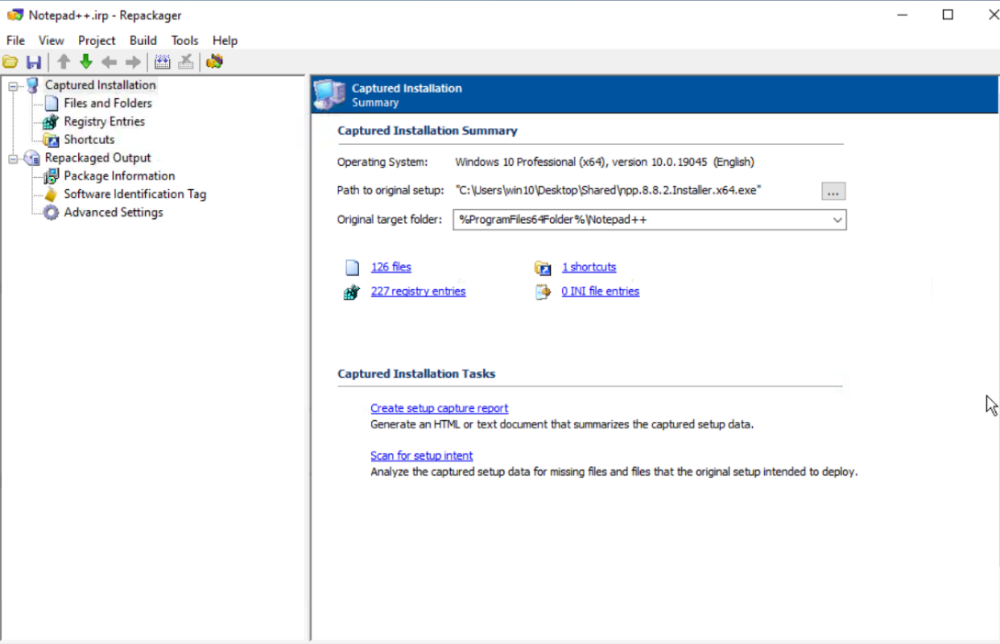 Notepad++.irp - Repackager
File View Project Build Tools Help
Captured Installation
Files and Folders
Registry Entries
Shortcuts
Repackaged Output
Package Information
Software Identification Tag
Advanced Settings
Captured Installation
Summary
Captured Installation Summary
Operating System: Windows 10 Professional (x64), version 10.0.19045 (English)
Path to original setup: "C:\Users\win10\Desktop\Shared\npp.8.8.2.Installer.x64.exe" ...
Original target folder: %ProgramFiles64Folder%\Notepad++
126 files 1 shortcuts
227 registry entries 0 INI file entries
Captured Installation Tasks
Create setup capture report
Generate an HTML or text document that summarizes the captured setup data.
Scan for setup intent
Analyze the captured setup data for missing files and files that the original setup intended to deploy.